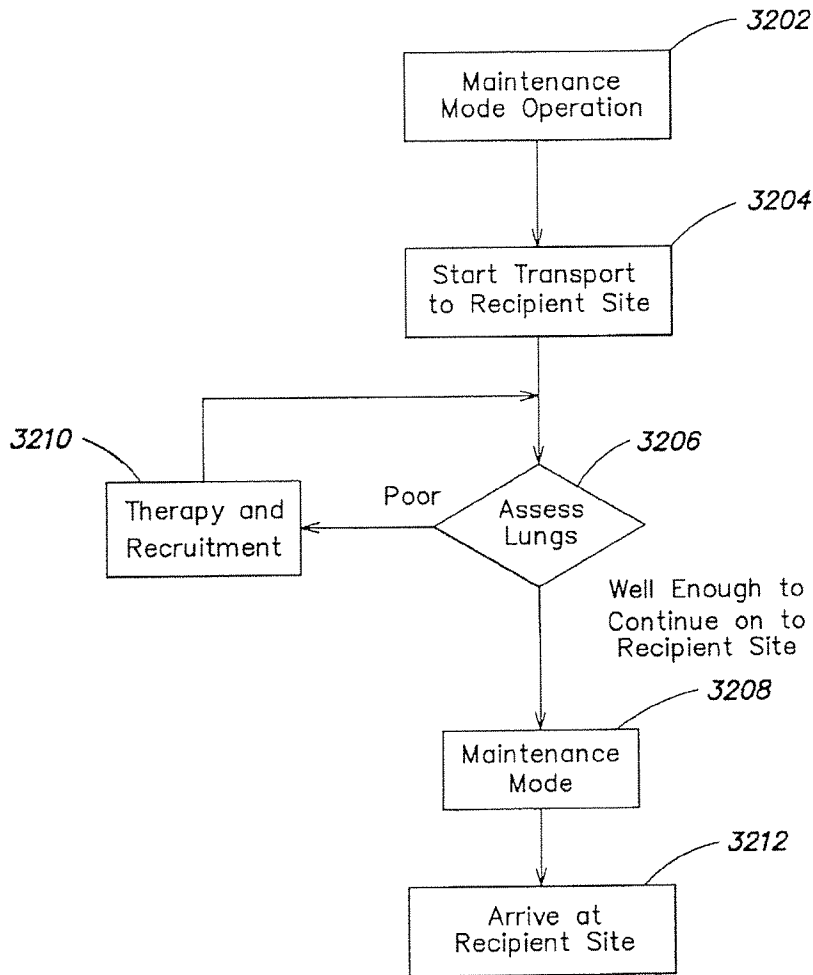 3202
Maintenance
Mode Operation
3204
Start Transport
to Recipient Site
3210
3206
Therapy and
Recruitment
Poor
Assess
Lungs
Well Enough to
Continue on to
Recipient Site
3208
Maintenance
Mode
3212
Arrive at
Recipient Site